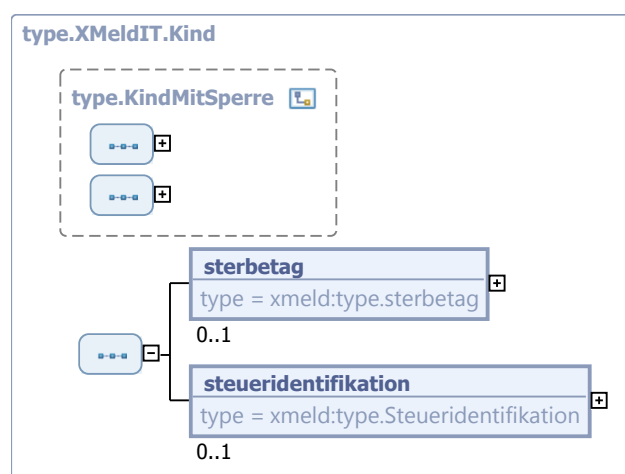 type.XMeldIT.Kind
type.KindMitSperre
sterbetag
type = xmeld:type.sterbetag
0..1
steueridentifikation
type = xmeld:type.Steueridentifikation
0..1